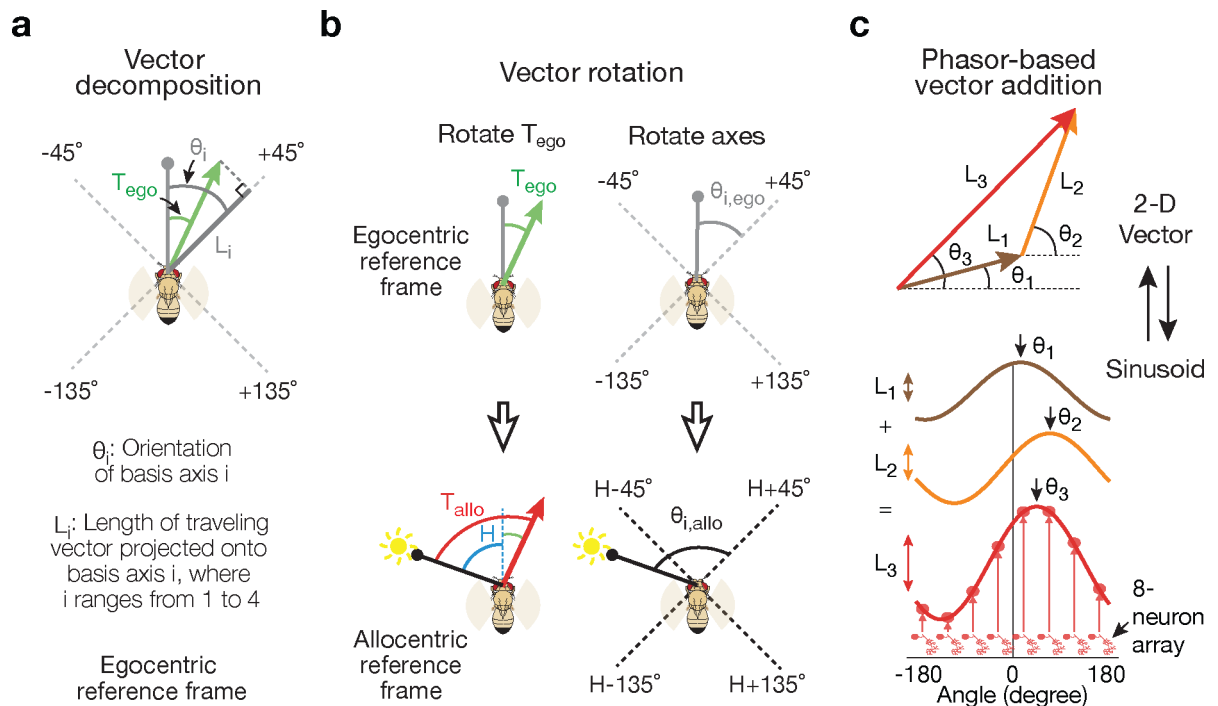 a
Vector
decomposition
-45°
θi
+45°
Tego
Li
-135°
+135°
θi: Orientation
of basis axis i
Li: Length of traveling
vector projected onto
basis axis i, where
i ranges from 1 to 4
Egocentric
reference frame
b
Vector rotation
Rotate Tego
Rotate axes
Tego
-45°
θi,ego
+45°
Egocentric
reference
frame
-135°
+135°
Tallo
H
H-45°
H+45°
θi,allo
Allocentric
reference
frame
H-135°
H+135°
c
Phasor-based
vector addition
L3
L2
L1
θ3
θ2
θ1
2-D
Vector
Sinusoid
θ1
L1
+
θ2
L2
=
θ3
L3
8-
neuron
array
-180
0
180
Angle (degree)